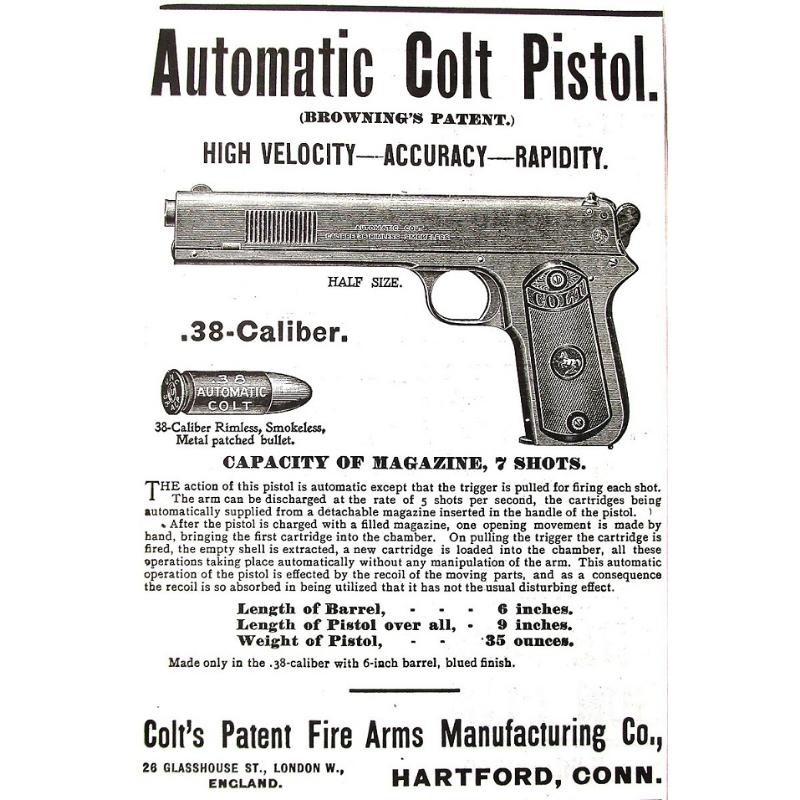 Automatic Colt Pistol.
(BROWNING'S PATENT.)
HIGH VELOCITY—ACCURACY—RAPIDITY.
AUTOMATIC COLT
CALIBRE 38 RIMLESS SMOKELESS
HALF SIZE.
COLT
.38-Caliber.
.38
AUTOMATIC
COLT
38-Caliber Rimless, Smokeless,
Metal patched bullet.
CAPACITY OF MAGAZINE, 7 SHOTS.
THE action of this pistol is automatic except that the trigger is pulled for firing each shot.
The arm can be discharged at the rate of 5 shots per second, the cartridges being
automatically supplied from a detachable magazine inserted in the handle of the pistol.
After the pistol is charged with a filled magazine, one opening movement is made by
hand, bringing the first cartridge into the chamber. On pulling the trigger the cartridge is
fired, the empty shell is extracted, a new cartridge is loaded into the chamber, all these
operations taking place automatically without any manipulation of the arm. This automatic
operation of the pistol is effected by the recoil of the moving parts, and as a consequence
the recoil is so absorbed in being utilized that it has not the usual disturbing effect.
Length of Barrel, - - - 6 inches.
Length of Pistol over all, - 9 inches.
Weight of Pistol, - - 35 ounces.
Made only in the .38-caliber with 6-inch barrel, blued finish.
Colt's Patent Fire Arms Manufacturing Co.,
26 GLASSHOUSE ST., LONDON W.,
ENGLAND.
HARTFORD, CONN.